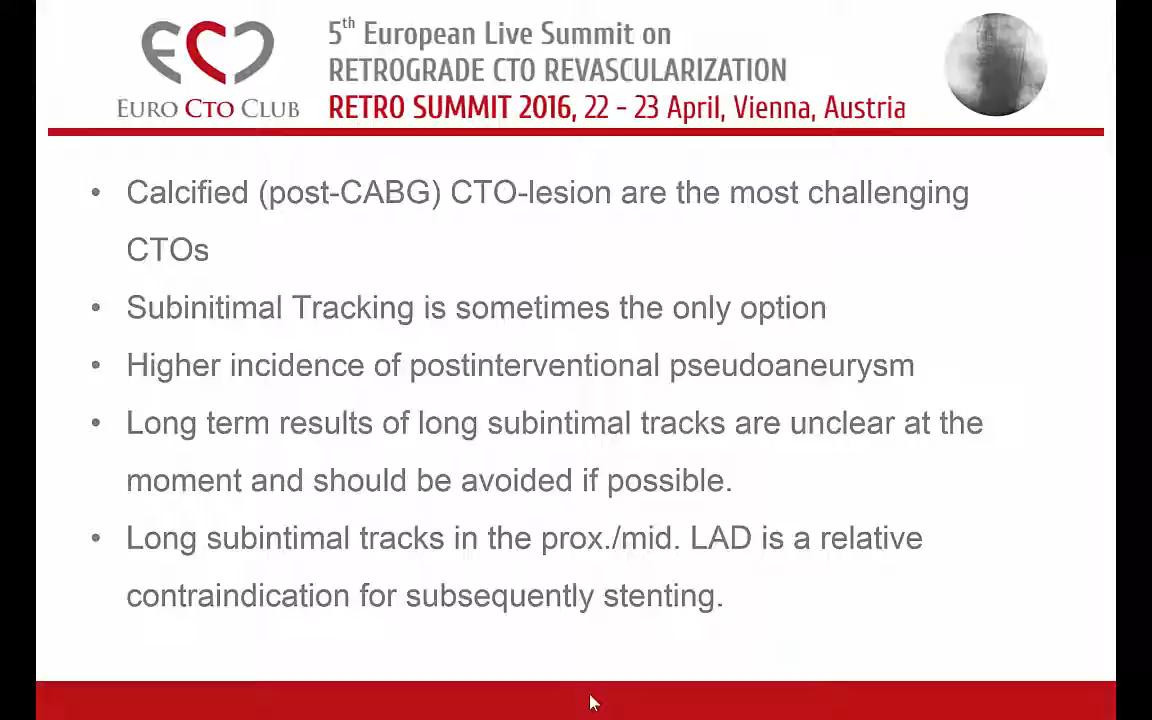 5th European Live Summit on
RETROGRADE CTO REVASCULARIZATION
RETRO SUMMIT 2016, 22 - 23 April, Vienna, Austria
EURO CTO CLUB
• Calcified (post-CABG) CTO-lesion are the most challenging
CTOs
• Subinitimal Tracking is sometimes the only option
• Higher incidence of postinterventional pseudoaneurysm
• Long term results of long subintimal tracks are unclear at the
moment and should be avoided if possible.
• Long subintimal tracks in the prox./mid. LAD is a relative
contraindication for subsequently stenting.